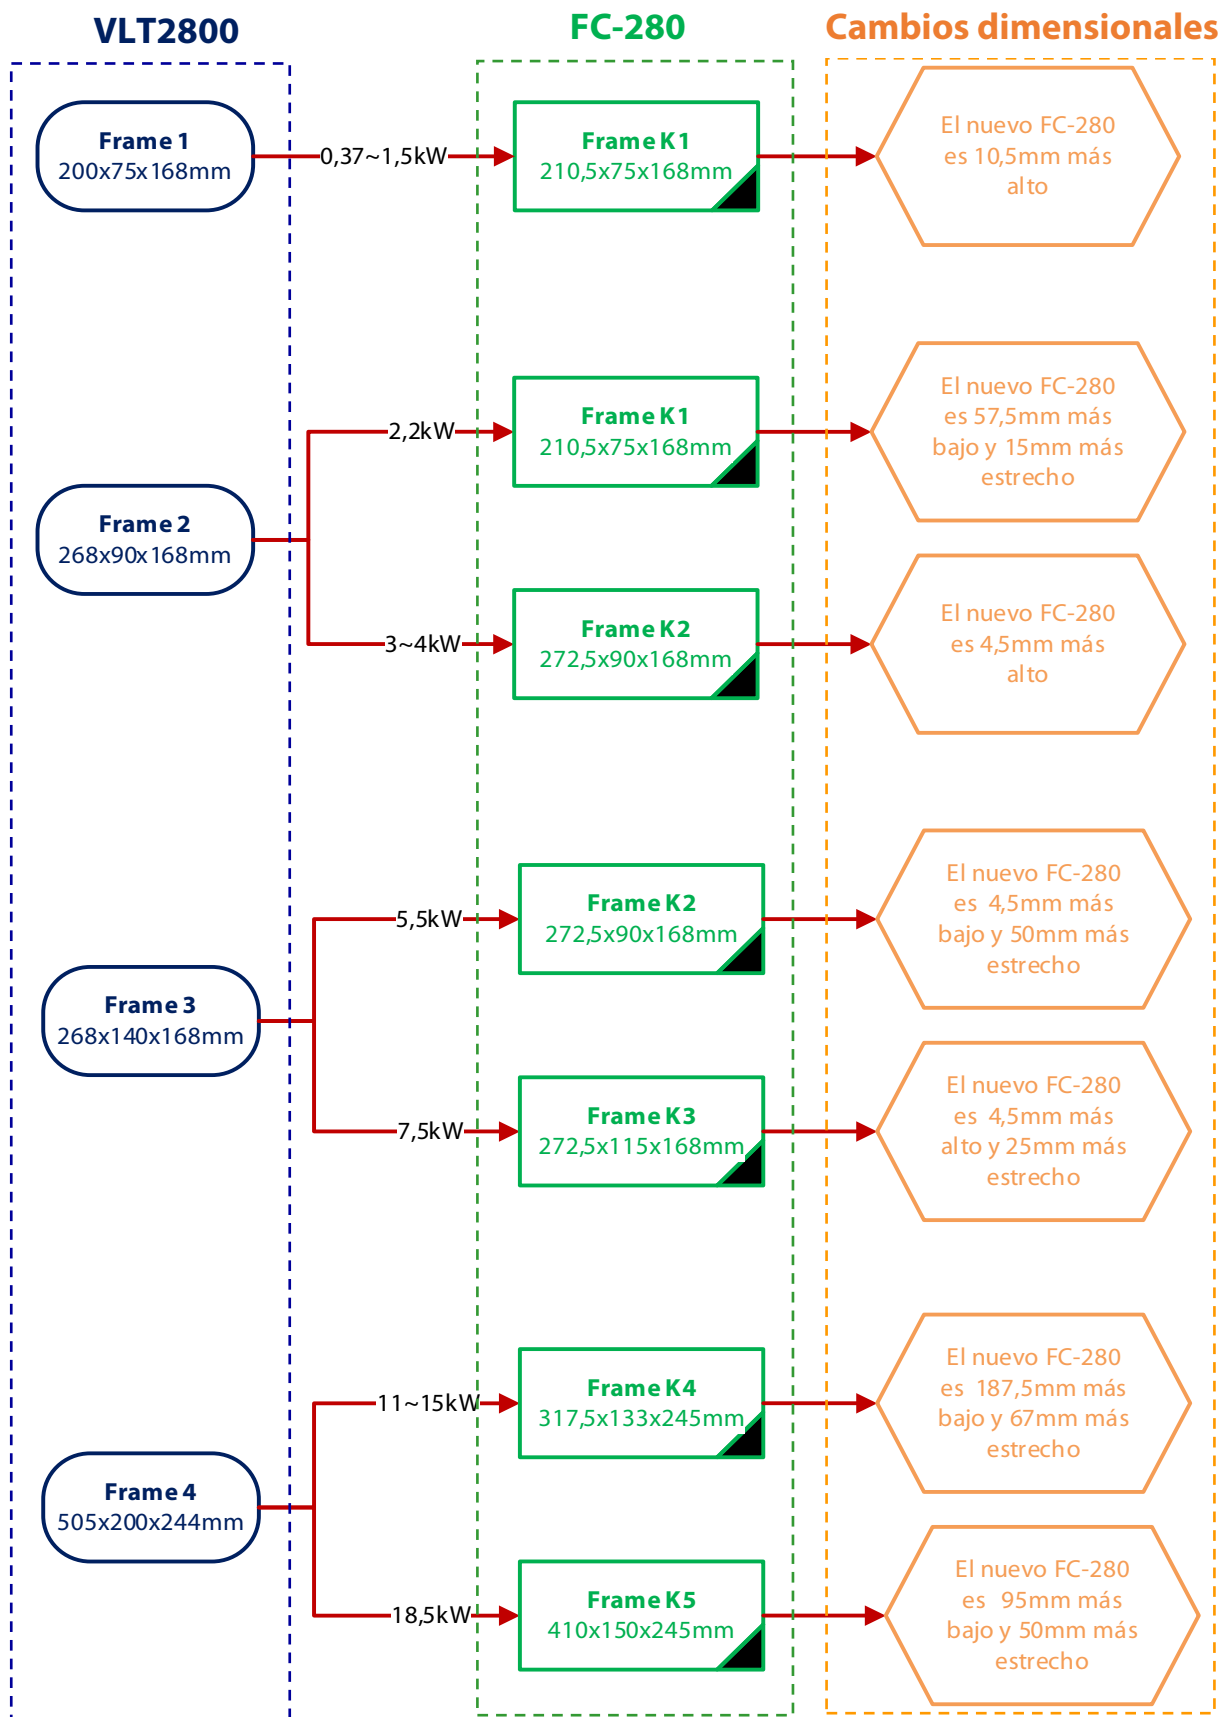 VLT2800
FC-280
Cambios dimensionales
Frame 1
200x75x168mm
0,37~1,5kW
Frame K1
210,5x75x168mm
El nuevo FC-280
es 10,5mm más
alto
Frame 2
268x90x168mm
2,2kW
Frame K1
210,5x75x168mm
El nuevo FC-280
es 57,5mm más
bajo y 15mm más
estrecho
3~4kW
Frame K2
272,5x90x168mm
El nuevo FC-280
es 4,5mm más
alto
Frame 3
268x140x168mm
5,5kW
Frame K2
272,5x90x168mm
El nuevo FC-280
es 4,5mm más
bajo y 50mm más
estrecho
7,5kW
Frame K3
272,5x115x168mm
El nuevo FC-280
es 4,5mm más
alto y 25mm más
estrecho
Frame 4
505x200x244mm
11~15kW
Frame K4
317,5x133x245mm
El nuevo FC-280
es 187,5mm más
bajo y 67mm más
estrecho
18,5kW
Frame K5
410x150x245mm
El nuevo FC-280
es 95mm más
bajo y 50mm más
estrecho